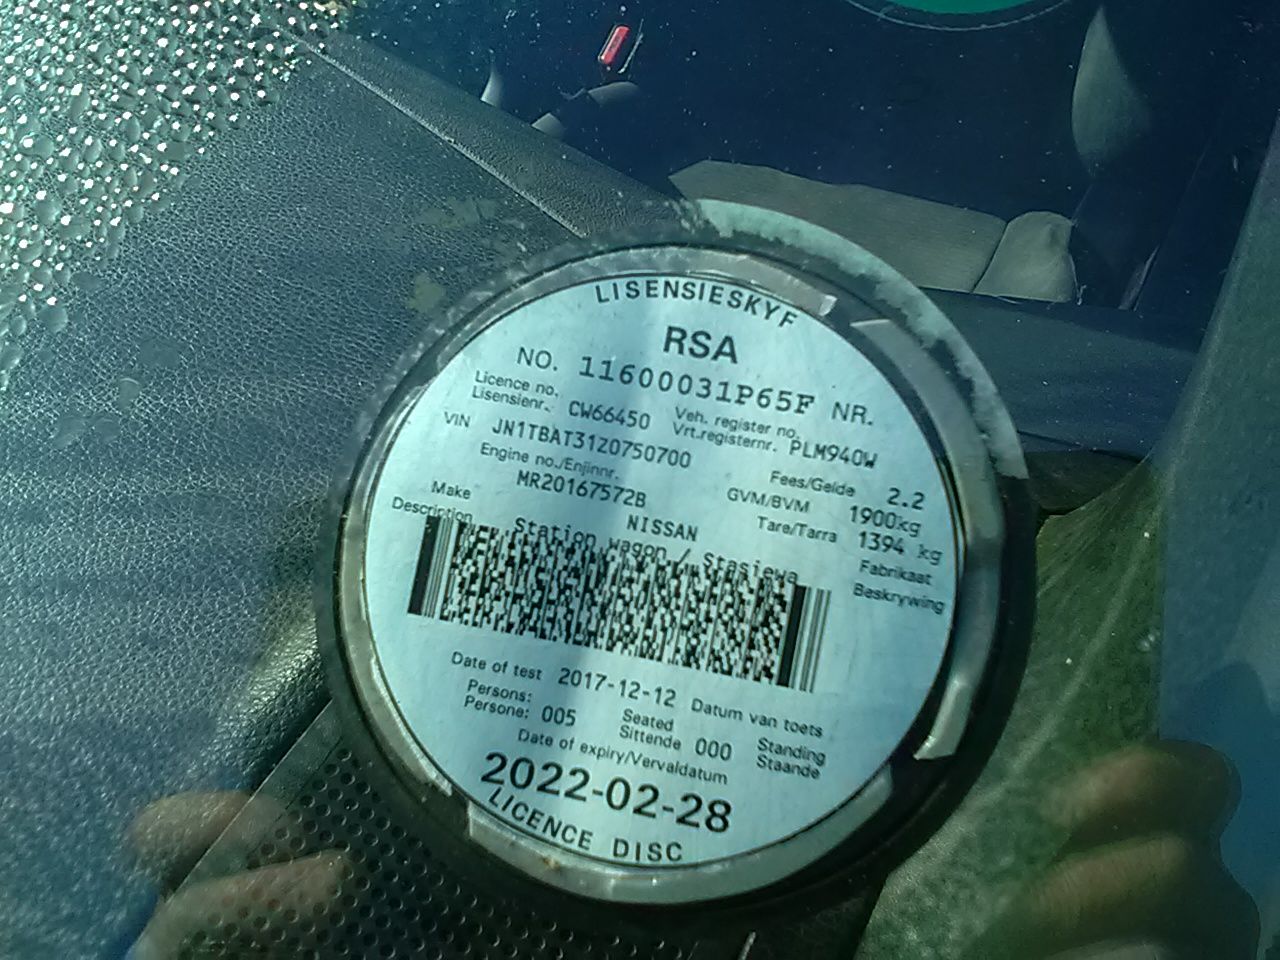 LISENSIESKYF
RSA
NO. 11600031P65F NR.
Licence no. CW66450 Veh. register no. PLM940W
Lisensienr. Vrt.registernr.
VIN JN1TBAT31Z0750700 Fees/Gelde 2.2
Engine no./Enjinnr. GVM/BVM 1900kg
MR20167572B Tare/Tarra 1394 kg
Make NISSAN Fabrikaat
Description Station wagon / Stasiewa Beskrywing
Date of test 2017-12-12 Datum van toets
Persons: 005 Seated 000 Standing
Persone: Sittende Staande
Date of expiry/Vervaldatum
2022-02-28
LICENCE DISC